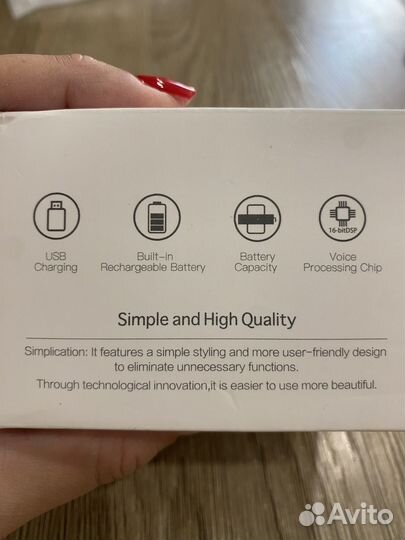 USB
Charging
Built-in
Rechargeable Battery
Battery
Capacity
16-bitDSP
Voice
Processing Chip
Simple and High Quality
Simplication: It features a simple styling and more user-friendly design
to eliminate unnecessary functions.
Through technological innovation,it is easier to use more beautiful.
Avito